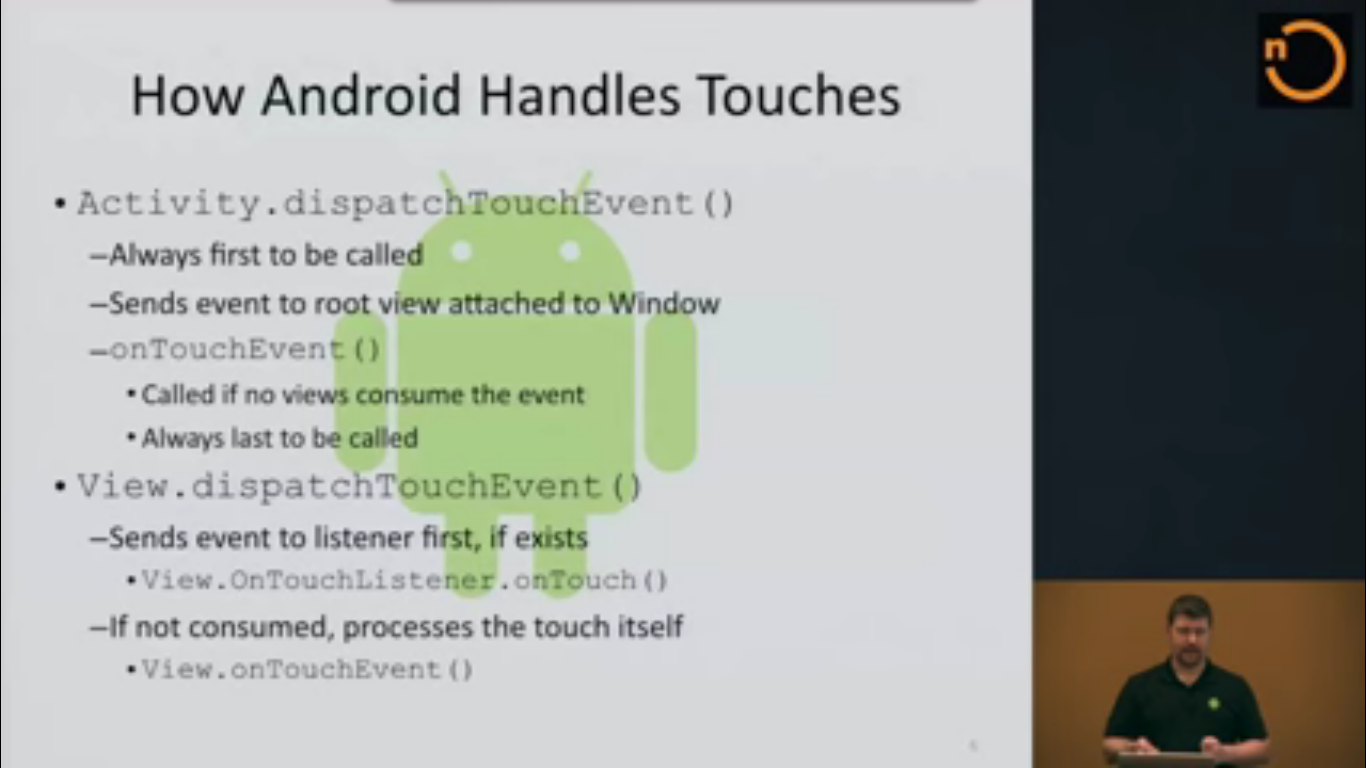 How Android Handles Touches
n
• Activity.dispatchTouchEvent()
–Always first to be called
–Sends event to root view attached to Window
–onTouchEvent()
• Called if no views consume the event
• Always last to be called
• View.dispatchTouchEvent()
–Sends event to listener first, if exists
• View.OnTouchListener.onTouch()
–If not consumed, processes the touch itself
• View.onTouchEvent()